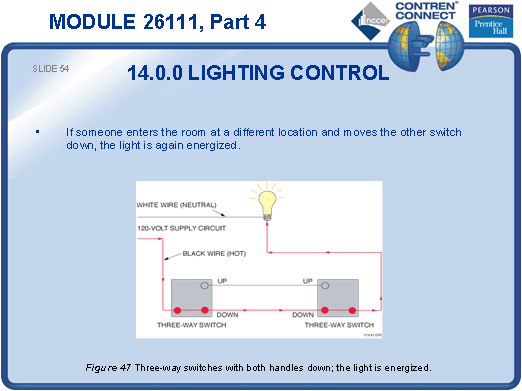 MODULE 26111, Part 4
nccer
CONTREN®
CONNECT
PEARSON
Prentice
Hall
SLIDE 54
14.0.0 LIGHTING CONTROL
• If someone enters the room at a different location and moves the other switch
down, the light is again energized.
WHITE WIRE (NEUTRAL)
120-VOLT SUPPLY CIRCUIT
BLACK WIRE (HOT)
UP UP
DOWN DOWN
THREE-WAY SWITCH THREE-WAY SWITCH
Figure 47 Three-way switches with both handles down; the light is energized.